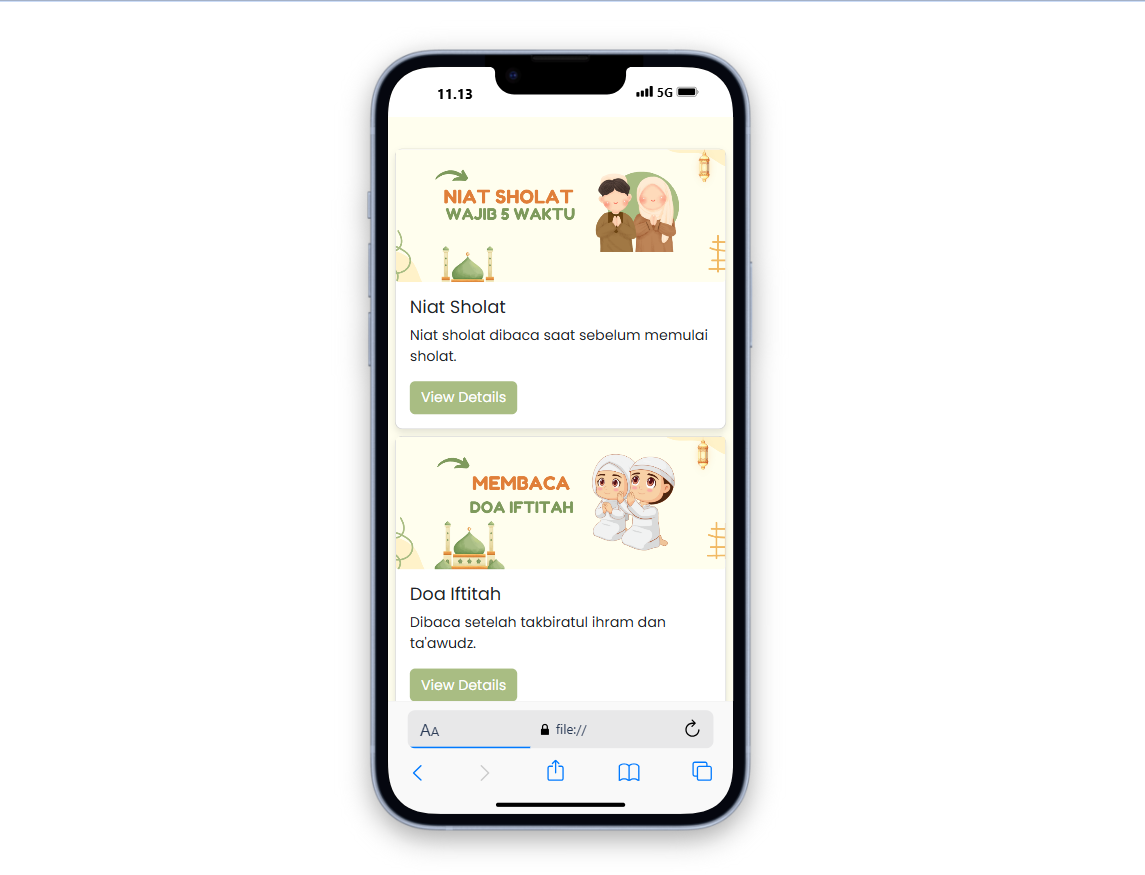 11.13
5G
NIAT SHOLAT
WAJIB 5 WAKTU
Niat Sholat
Niat sholat dibaca saat sebelum memulai
sholat.
View Details
MEMBACA
DOA IFTITAH
Doa Iftitah
Dibaca setelah takbiratul ihram dan
ta'awudz.
View Details
AA
file://